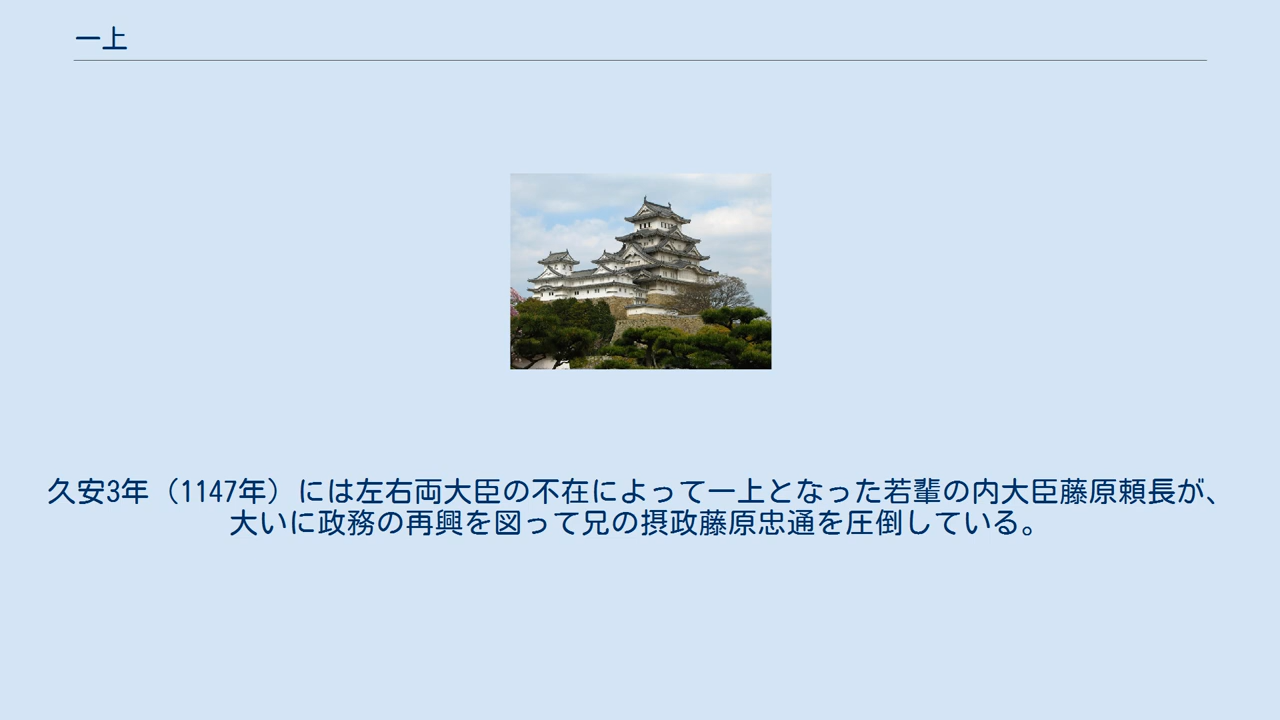 一上
久安3年（1147年）には左右両大臣の不在によって一上となった若輩の内大臣藤原頼長が、
大いに政務の再興を図って兄の摂政藤原忠通を圧倒している。